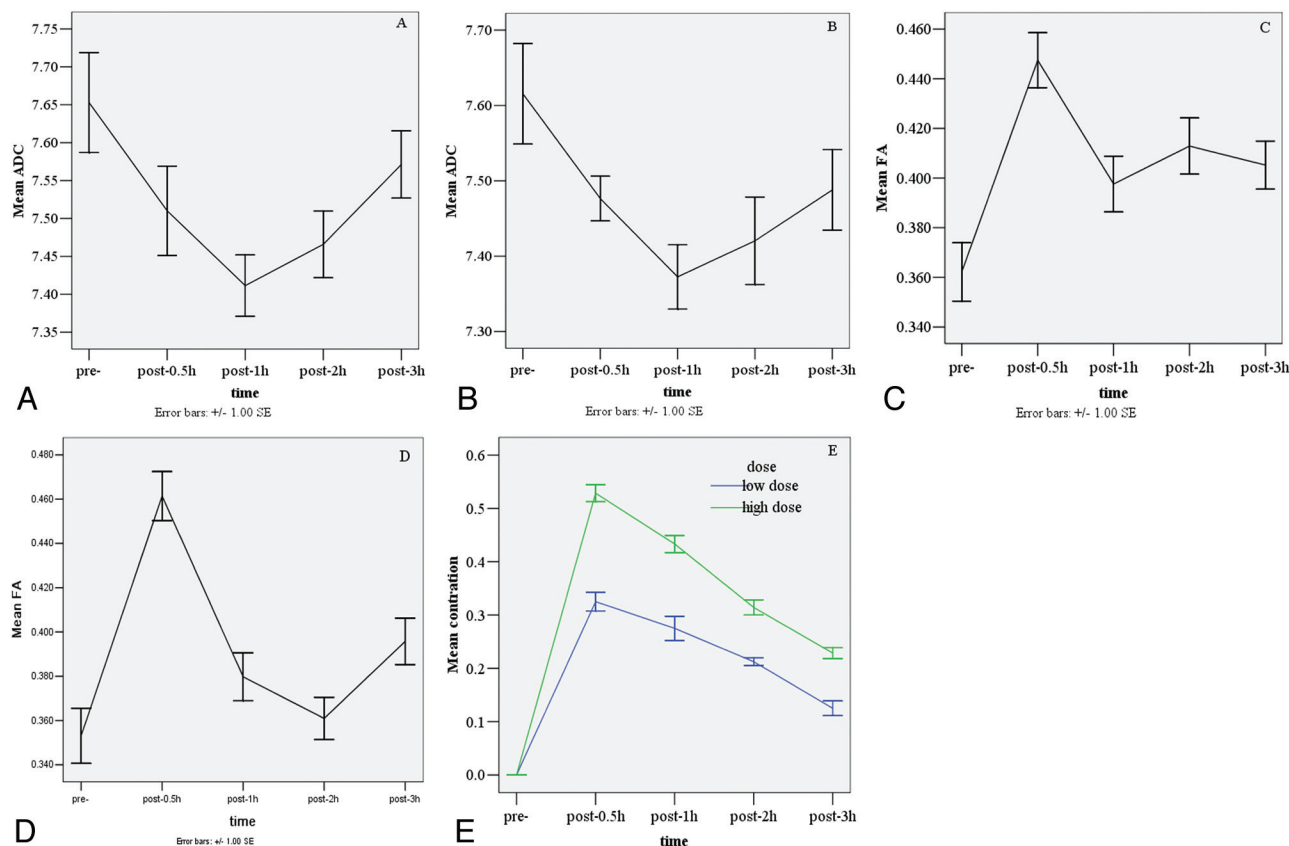 A
Mean ADC
7.75
7.70
7.65
7.60
7.55
7.50
7.45
7.40
7.35
pre- post-0.5h post-1h post-2h post-3h
time
Error bars: +/- 1.00 SE
A
B
Mean ADC
7.70
7.60
7.50
7.40
7.30
pre- post-0.5h post-1h post-2h post-3h
time
Error bars: +/- 1.00 SE
B
C
Mean FA
0.460
0.440
0.420
0.400
0.380
0.360
0.340
pre- post-0.5h post-1h post-2h post-3h
time
Error bars: +/- 1.00 SE
C
D
Mean FA
0.480
0.460
0.440
0.420
0.400
0.380
0.360
0.340
pre- post-0.5h post-1h post-2h post-3h
time
Error bars: +/- 1.00 SE
D
E
dose
low dose
high dose
Mean contration
0.6
0.5
0.4
0.3
0.2
0.1
0.0
pre- post-0.5h post-1h post-2h post-3h
time
E